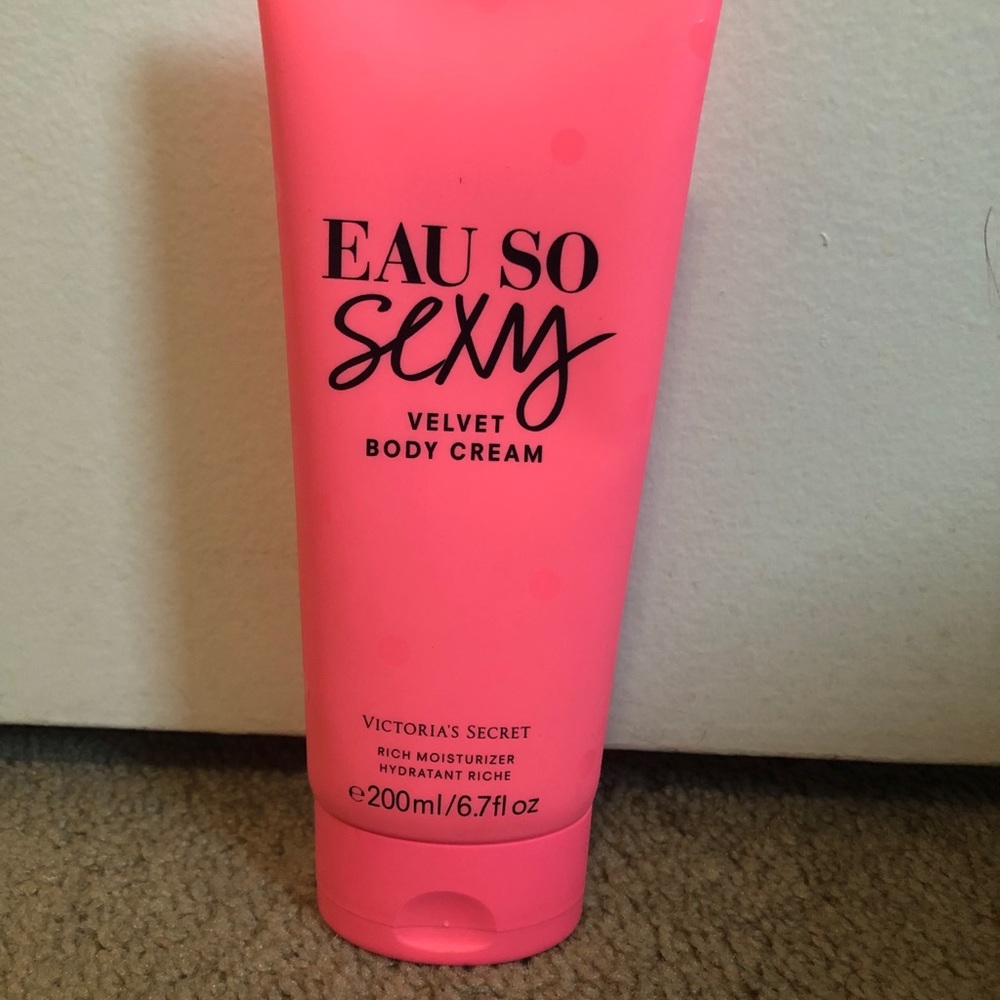 EAU SO
sexy
VELVET
BODY CREAM
VICTORIA'S SECRET
RICH MOISTURIZER
HYDRATANT RICHE
℮200ml/6.7fl oz